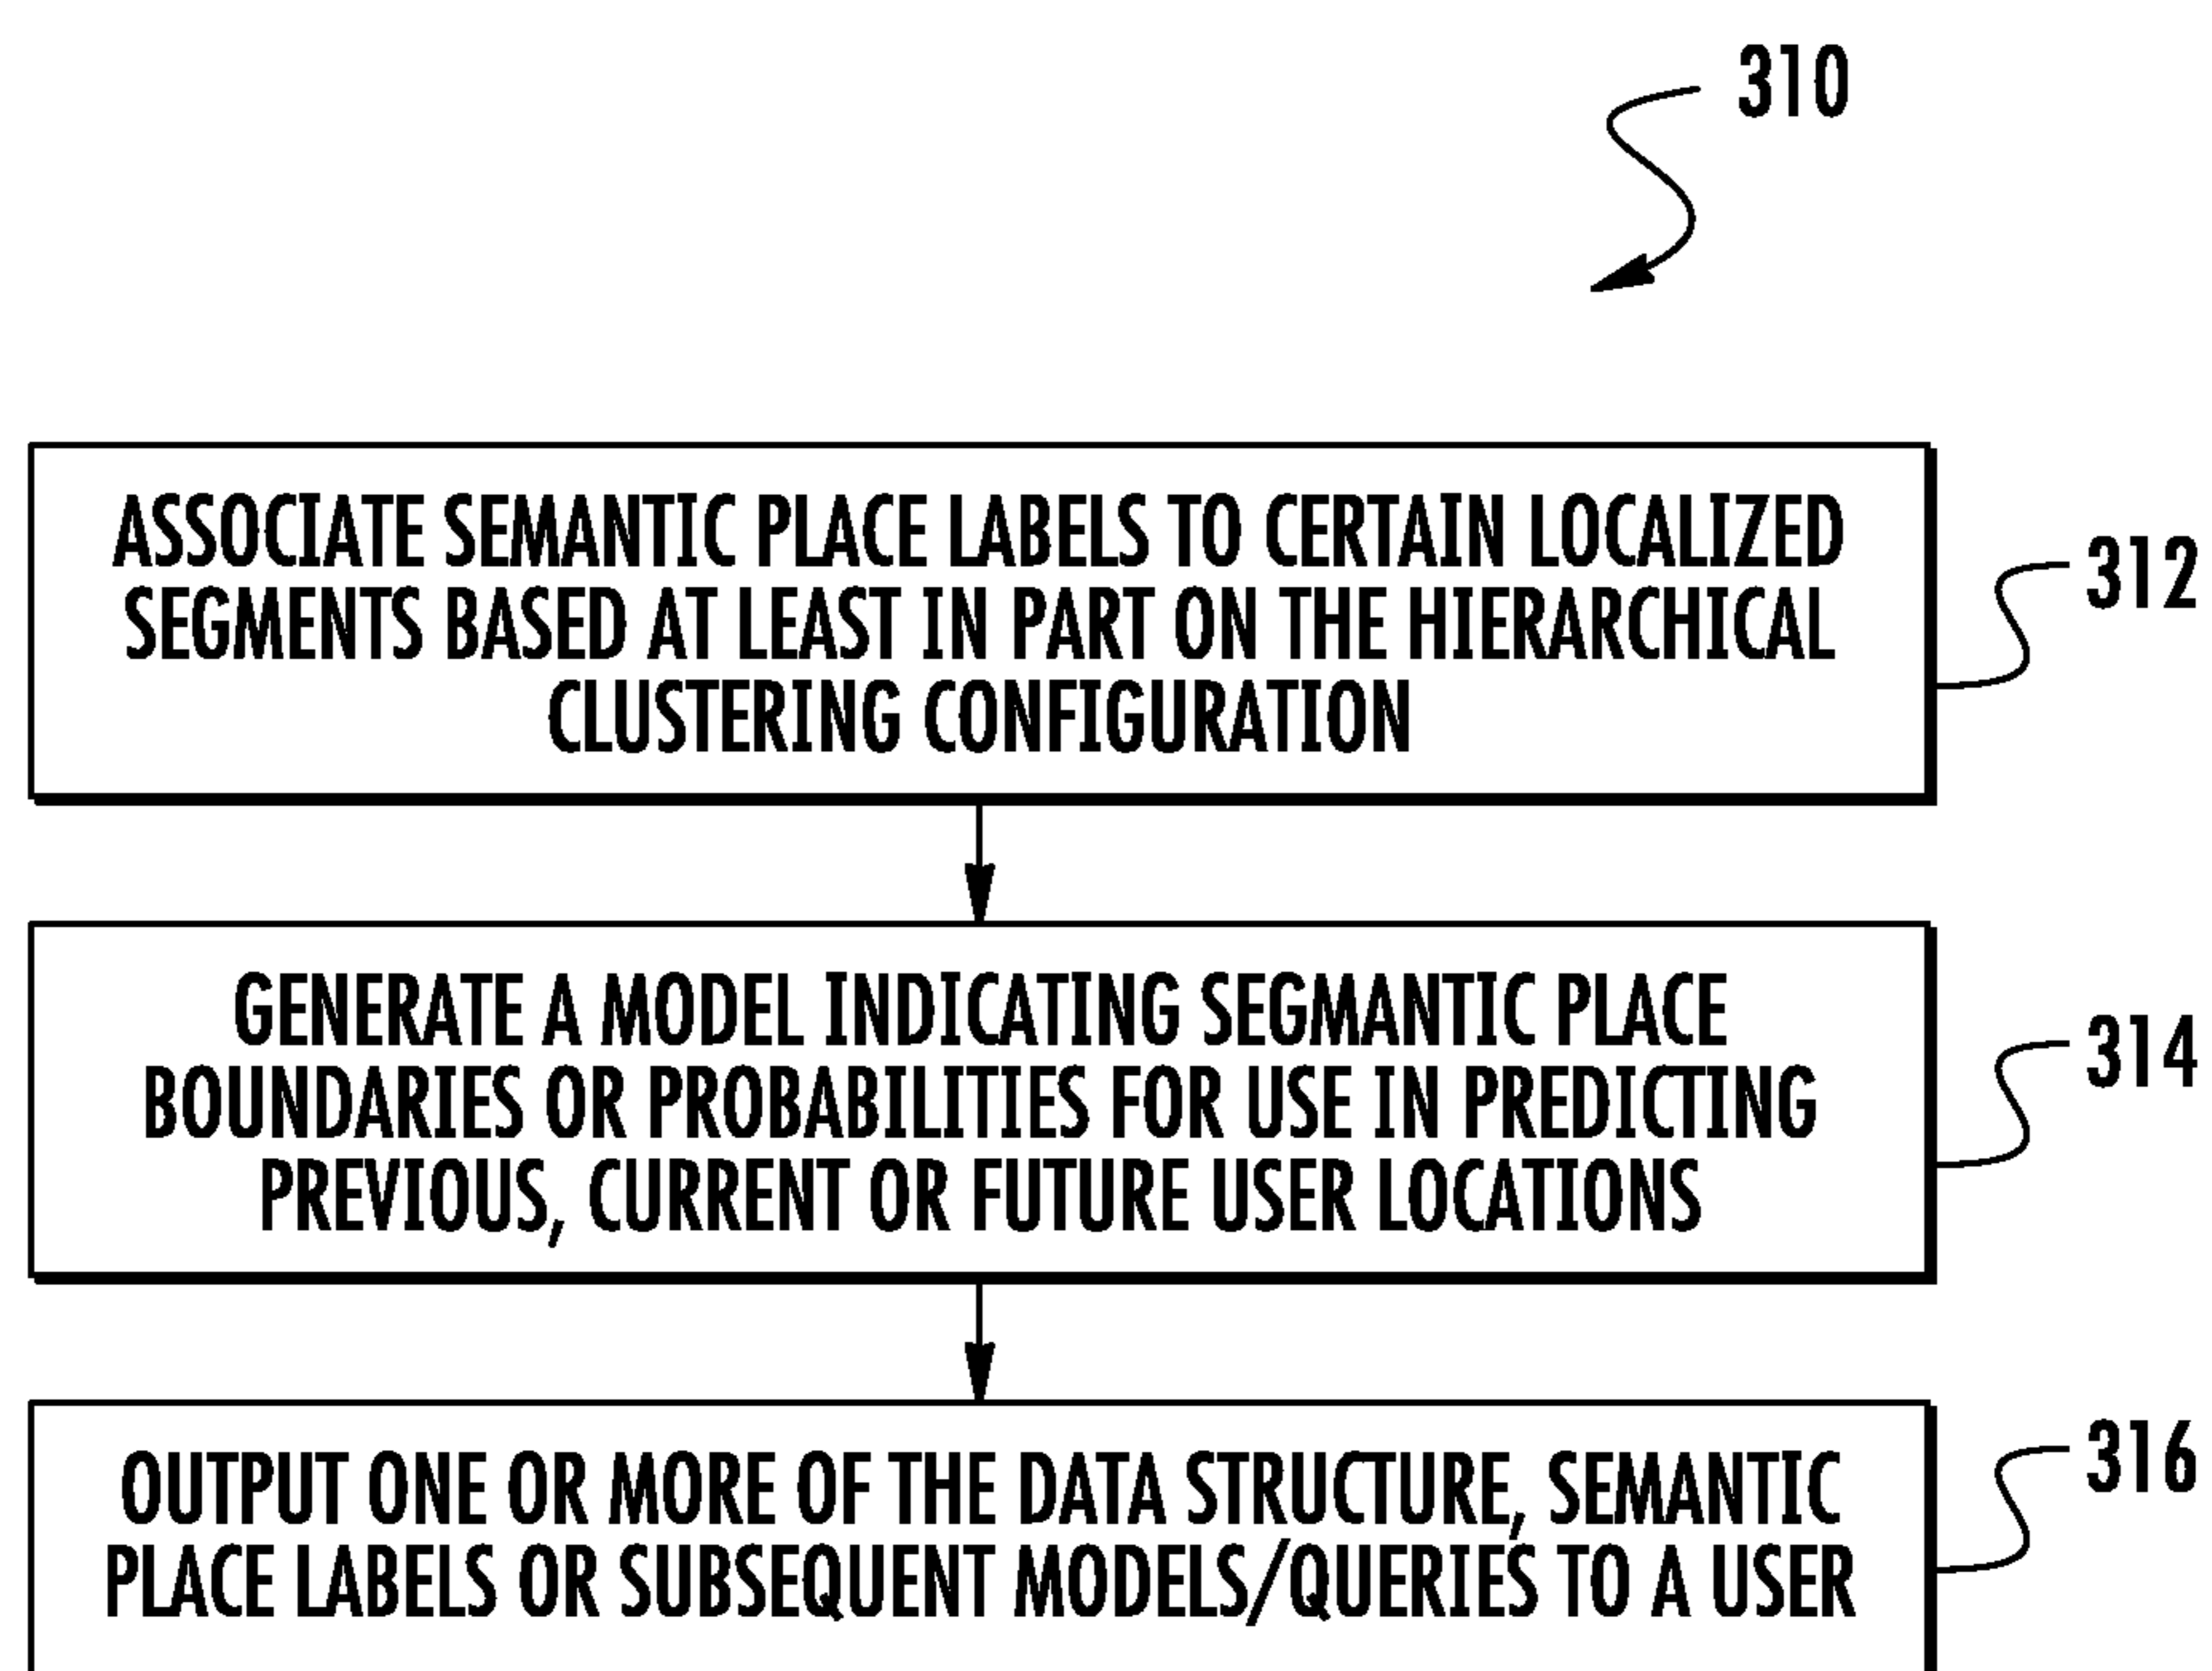 310
ASSOCIATE SEMANTIC PLACE LABELS TO CERTAIN LOCALIZED
SEGMENTS BASED AT LEAST IN PART ON THE HIERARCHICAL
CLUSTERING CONFIGURATION
312
GENERATE A MODEL INDICATING SEGMANTIC PLACE
BOUNDARIES OR PROBABILITIES FOR USE IN PREDICTING
PREVIOUS, CURRENT OR FUTURE USER LOCATIONS
314
OUTPUT ONE OR MORE OF THE DATA STRUCTURE, SEMANTIC
PLACE LABELS OR SUBSEQUENT MODELS/QUERIES TO A USER
316